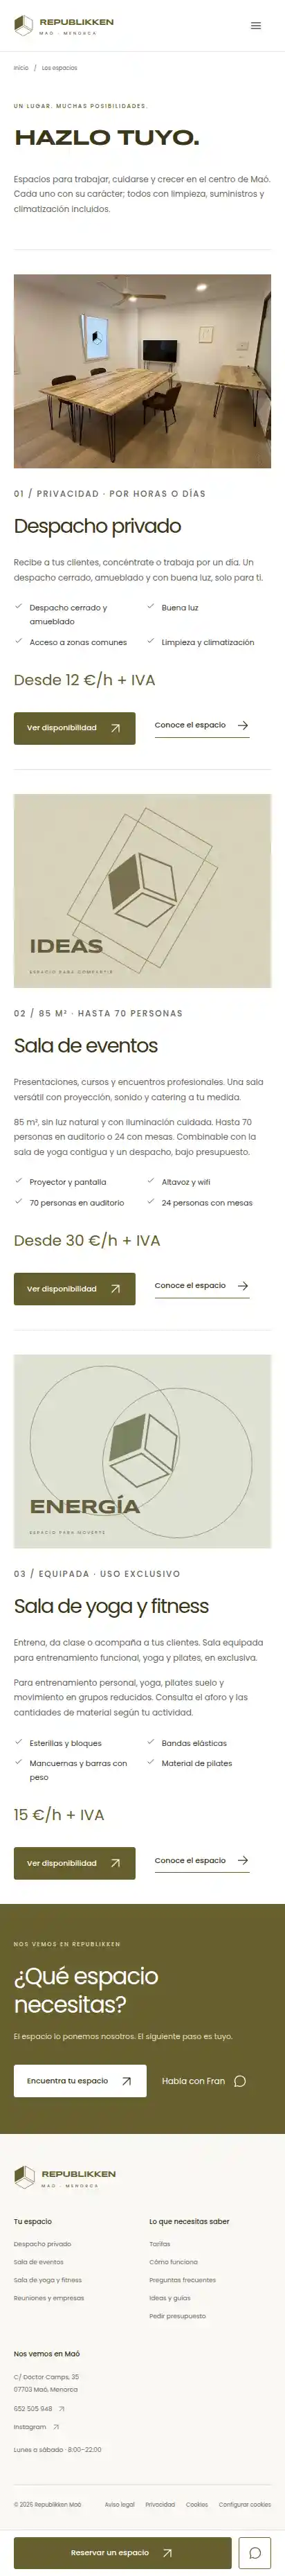 REPUBLIKKEN
MAÓ · MENORCA
Inicio / Los espacios
UN LUGAR. MUCHAS POSIBILIDADES.
HAZLO TUYO.
Espacios para trabajar, cuidarse y crecer en el centro de Maó.
Cada uno con su carácter; todos con limpieza, suministros y
climatización incluidos.
01 / PRIVACIDAD · POR HORAS O DÍAS
Despacho privado
Recibe a tus clientes, concéntrate o trabaja por un día. Un
despacho cerrado, amueblado y con buena luz, solo para ti.
Despacho cerrado y
amueblado
Buena luz
Acceso a zonas comunes
Limpieza y climatización
Desde 12 €/h + IVA
Ver disponibilidad
Conoce el espacio
IDEAS
ESPACIO PARA COMPARTIR
02 / 85 M² · HASTA 70 PERSONAS
Sala de eventos
Presentaciones, cursos y encuentros profesionales. Una sala
versátil con proyección, sonido y catering a tu medida.
85 m², sin luz natural y con iluminación cuidada. Hasta 70
personas en auditorio o 24 con mesas. Combinable con la
sala de yoga contigua y un despacho, bajo presupuesto.
Proyector y pantalla
Altavoz y wifi
70 personas en auditorio
24 personas con mesas
Desde 30 €/h + IVA
Ver disponibilidad
Conoce el espacio
ENERGÍA
ESPACIO PARA MOVERTE
03 / EQUIPADA · USO EXCLUSIVO
Sala de yoga y fitness
Entrena, da clase o acompaña a tus clientes. Sala equipada
para entrenamiento funcional, yoga y pilates, en exclusiva.
Para entrenamiento personal, yoga, pilates suelo y
movimiento en grupos reducidos. Consulta el aforo y las
cantidades de material según tu actividad.
Esterillas y bloques
Bandas elásticas
Mancuernas y barras con
peso
Material de pilates
15 €/h + IVA
Ver disponibilidad
Conoce el espacio
NOS VEMOS EN REPUBLIKKEN
¿Qué espacio
necesitas?
El espacio lo ponemos nosotros. El siguiente paso es tuyo.
Encuentra tu espacio
Habla con Fran
REPUBLIKKEN
MAÓ · MENORCA
Tu espacio
Despacho privado
Sala de eventos
Sala de yoga y fitness
Reuniones y empresas
Lo que necesitas saber
Tarifas
Cómo funciona
Preguntas frecuentes
Ideas y guías
Pedir presupuesto
Nos vemos en Maó
C/ Doctor Camps, 35
07703 Maó, Menorca
652 505 948
Instagram
Lunes a sábado · 8:00–22:00
© 2025 Republikken Maó
Aviso legal
Privacidad
Cookies
Configurar cookies
Reservar un espacio